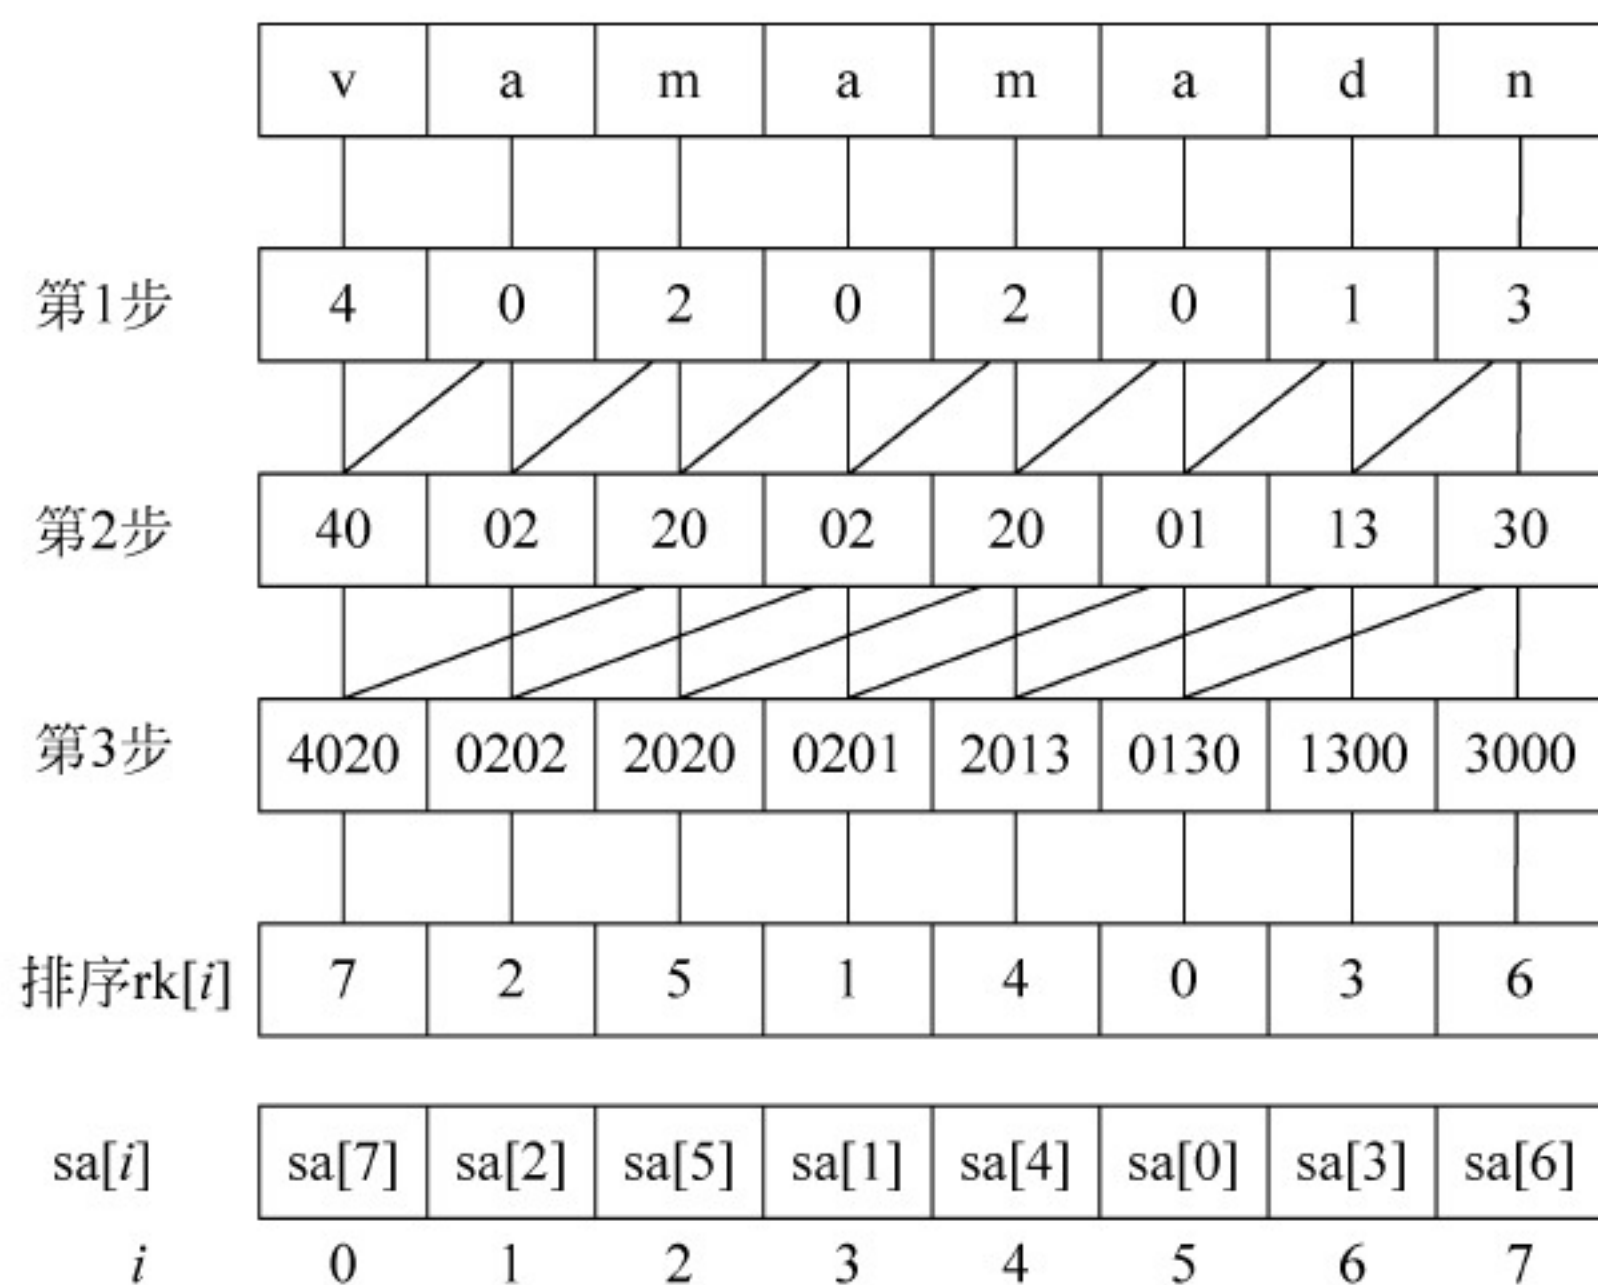 v a m a m a d n
第1步 4 0 2 0 2 0 1 3
第2步 40 02 20 02 20 01 13 30
第3步 4020 0202 2020 0201 2013 0130 1300 3000
排序rk[i] 7 2 5 1 4 0 3 6
sa[i] sa[7] sa[2] sa[5] sa[1] sa[4] sa[0] sa[3] sa[6]
i 0 1 2 3 4 5 6 7